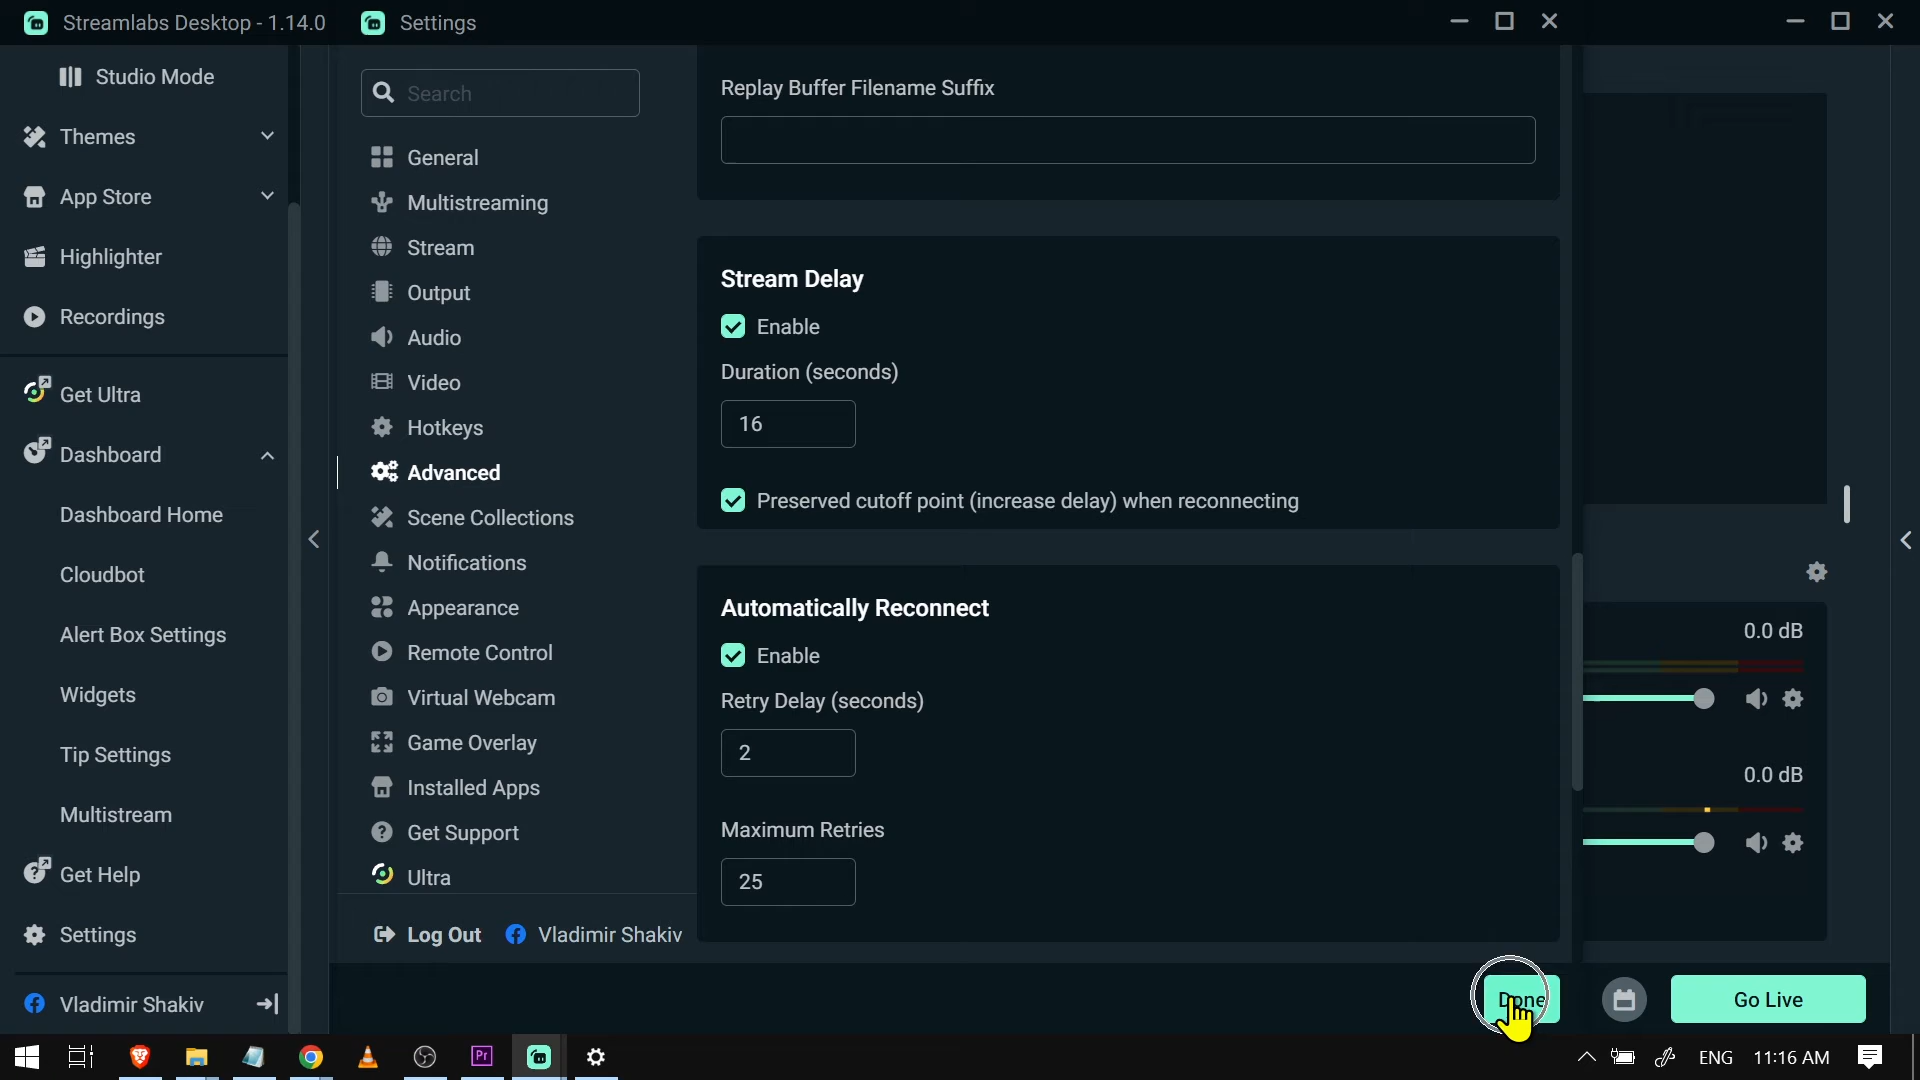 Streamlabs Desktop - 1.14.0
Settings
Studio Mode
Themes
App Store
Highlighter
Recordings
Get Ultra
Dashboard
Dashboard Home
Cloudbot
Alert Box Settings
Widgets
Tip Settings
Multistream
Get Help
Settings
Vladimir Shakiv
Search
General
Multistreaming
Stream
Output
Audio
Video
Hotkeys
Advanced
Scene Collections
Notifications
Appearance
Remote Control
Virtual Webcam
Game Overlay
Installed Apps
Get Support
Ultra
Log Out Vladimir Shakiv
Replay Buffer Filename Suffix
Stream Delay
Enable
Duration (seconds)
16
Preserved cutoff point (increase delay) when reconnecting
Automatically Reconnect
Enable
Retry Delay (seconds)
2
Maximum Retries
25
Done
0.0 dB
0.0 dB
Go Live
Pr
ENG 11:16 AM